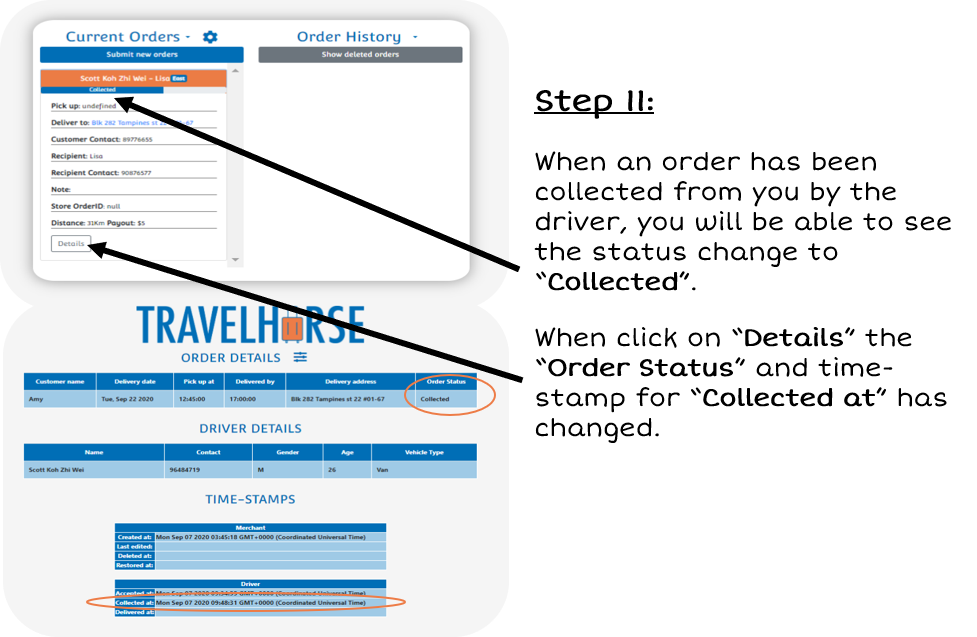 Current Orders -
Order History -
Submit new orders
Show deleted orders
Scott Koh Zhi Wei - Lisa East
Collected
Pick up: undefined
Deliver to: Blk 282 Tampines st 22 #01-67
Customer Contact: 89776655
Recipient: Lisa
Recipient Contact: 90876577
Note:
Store OrderID: null
Distance: 31Km Payout: $5
Details
Step 11:
When an order has been
collected from you by the
driver, you will be able to see
the status change to
“Collected”.
When click on “Details” the
“Order Status” and time-
stamp for “Collected at” has
changed.
TRAVELHORSE
ORDER DETAILS
Customer name Delivery date Pick up at Delivered by Delivery address Order Status
Amy Tue, Sep 22 2020 12:45:00 17:00:00 Blk 282 Tampines st 22 #01-67 Collected
DRIVER DETAILS
Name Contact Gender Age Vehicle Type
Scott Koh Zhi Wei 96484719 M 26 Van
TIME-STAMPS
Merchant
Created at: Mon Sep 07 2020 03:45:18 GMT+0000 (Coordinated Universal Time)
Last edited:
Deleted at:
Restored at:
Driver
Accepted at: Mon Sep 07 2020 GMT+0000 (Coordinated Universal Time)
Collected at: Mon Sep 07 2020 09:48:31 GMT+0000 (Coordinated Universal Time)
Delivered at: